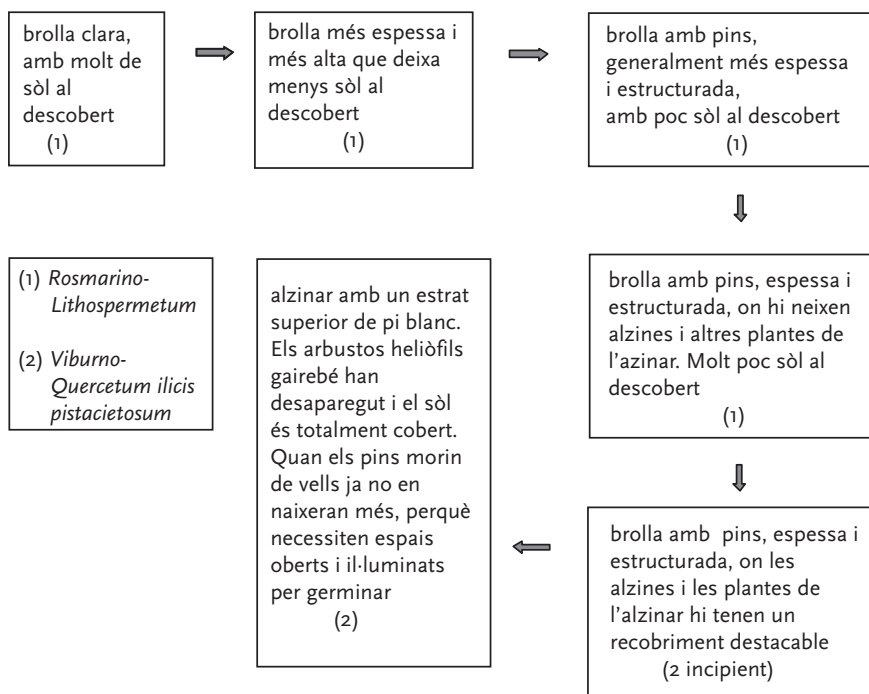 brolla clara,
amb molt de
sòl al
descobert
(1)
brolla més espessa i
més alta que deixa
menys sòl al
descobert
(1)
brolla amb pins,
generalment més espessa
i estructurada,
amb poc sòl al descobert
(1)
brolla amb pins, espessa i
estructurada, on hi neixen
alzines i altres plantes de
l’azinar. Molt poc sòl al
descobert
(1)
brolla amb pins, espessa i
estructurada, on les
alzines i les plantes de
l’alzinar hi tenen un
recobriment destacable
(2 incipient)
alzinar amb un estrat
superior de pi blanc.
Els arbustos heliòfils
gairebé han
desaparegut i el sòl
és totalment cobert.
Quan els pins morin
de vells ja no en
naixeran més, perquè
necessiten espais
oberts i il·luminats
per germinar
(2)
(1) Rosmarino-
Lithospermetum
(2) Viburno-
Quercetum ilicis
pistacietosum